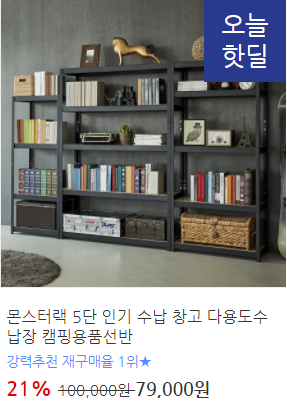 오늘
핫딜
몬스터랙 5단 인기 수납 창고 다용도수
납장 캠핑용품선반
강력추천 재구매율 1위★
21% 100,000원 79,000원